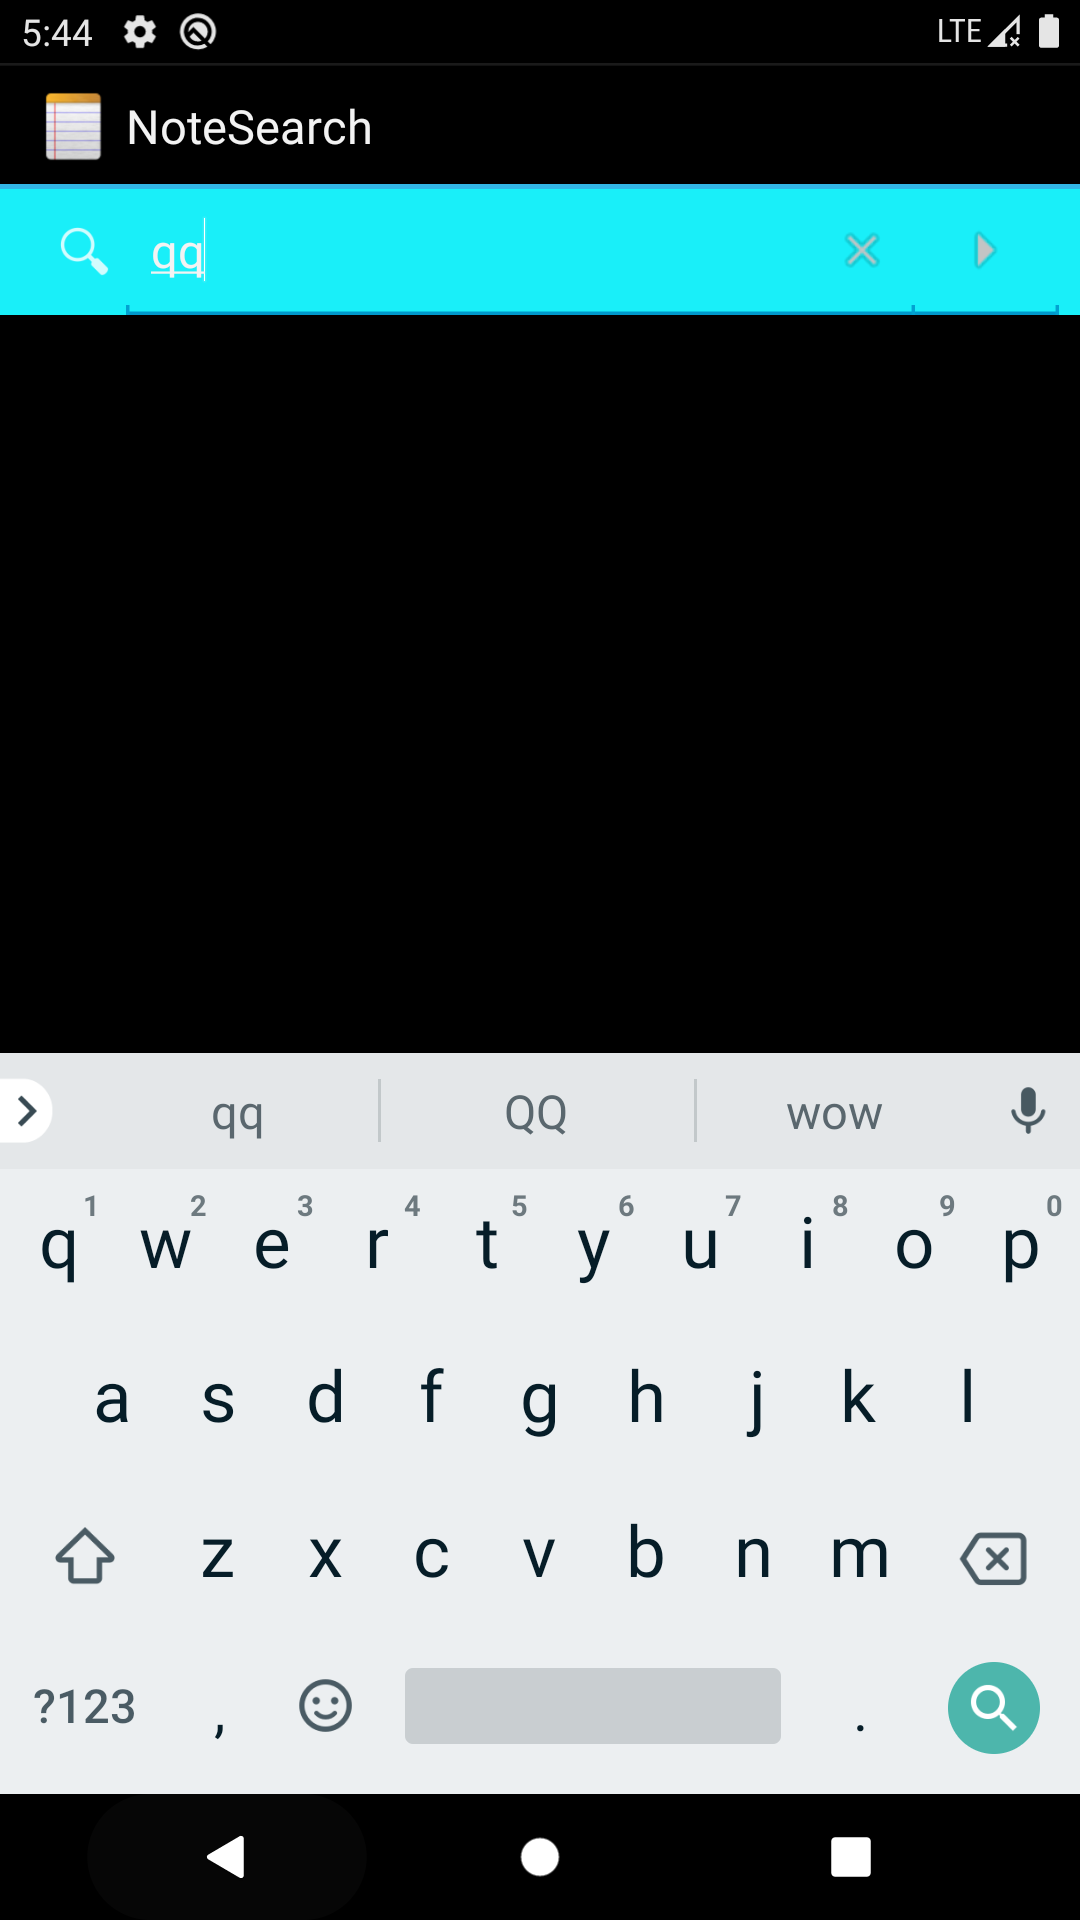 5:44 LTE
NoteSearch
qq
qq QQ wow
1 2 3 4 5 6 7 8 9 0
q w e r t y u i o p
a s d f g h j k l
z x c v b n m
?123 , .